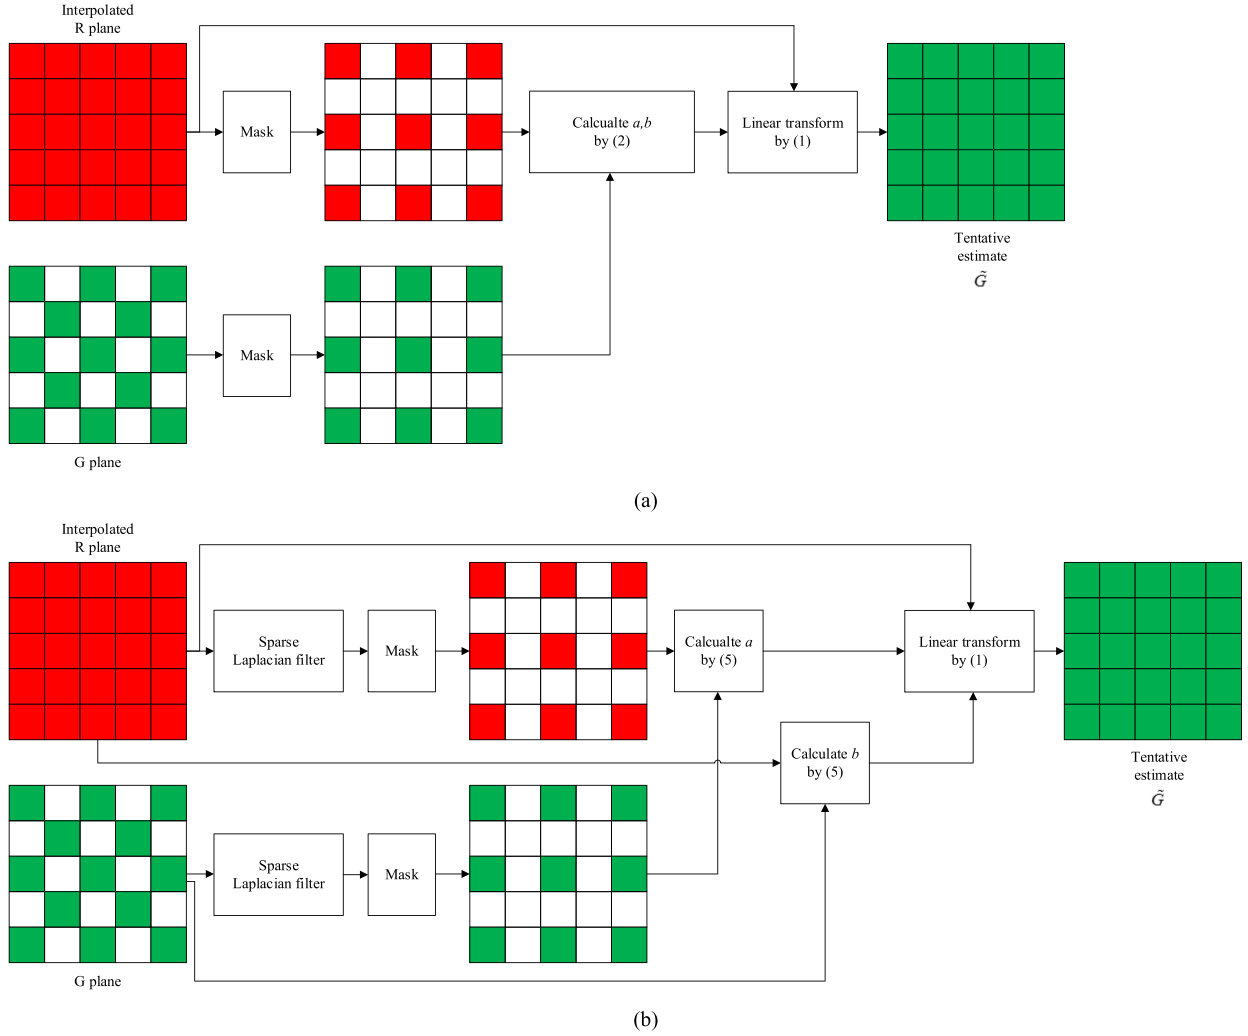 Interpolated
R plane
Mask
Calcualte a,b
by (2)
Linear transform
by (1)
Tentative
estimate
G̃
Mask
G plane
(a)
Interpolated
R plane
Sparse
Laplacian filter
Mask
Calcualte a
by (5)
Linear transform
by (1)
Calculate b
by (5)
Tentative
estimate
G̃
Sparse
Laplacian filter
Mask
G plane
(b)